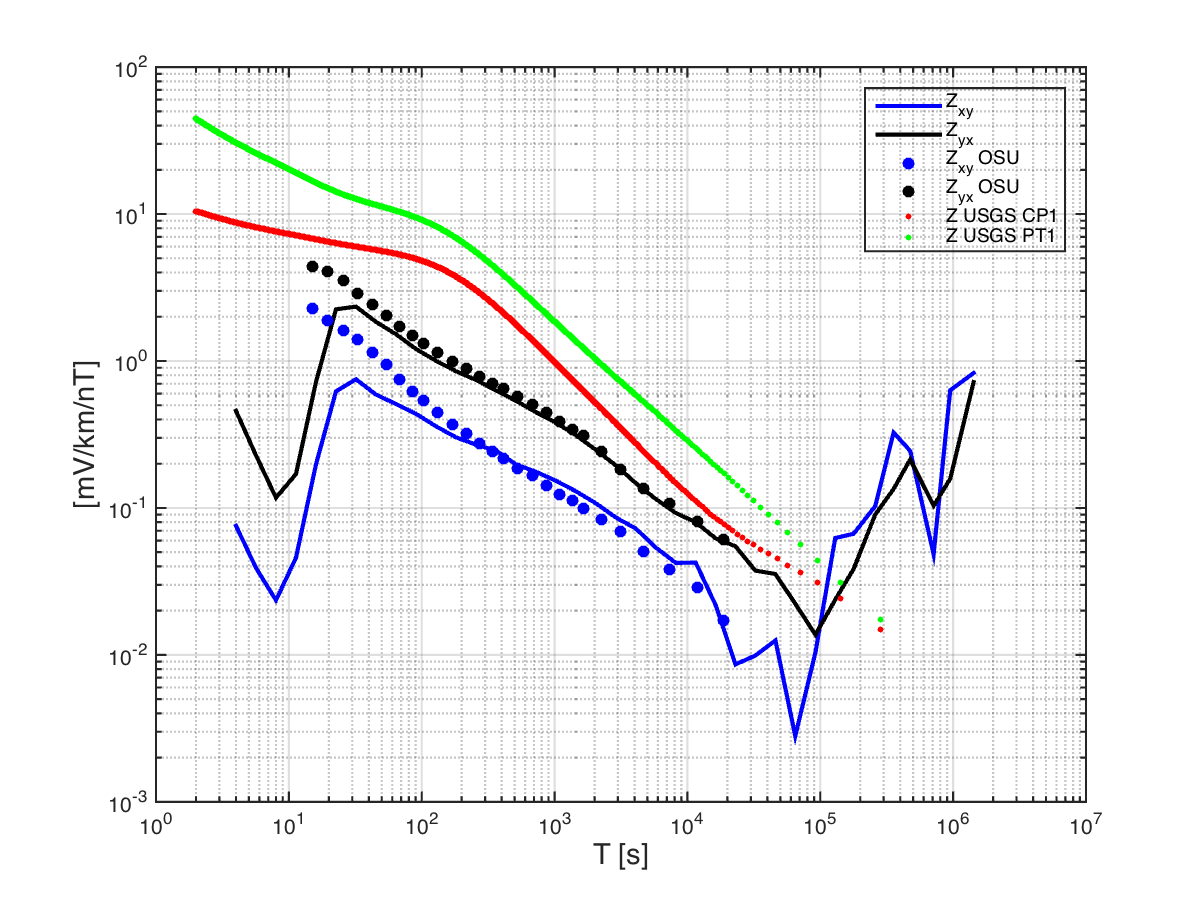 10^2
10^1
10^0
10^-1
10^-2
10^-3
[mV/km/nT]
10^0 10^1 10^2 10^3 10^4 10^5 10^6 10^7
T [s]
Z_xy
Z_yx
Z_xy OSU
Z_yx OSU
Z USGS CP1
Z USGS PT1